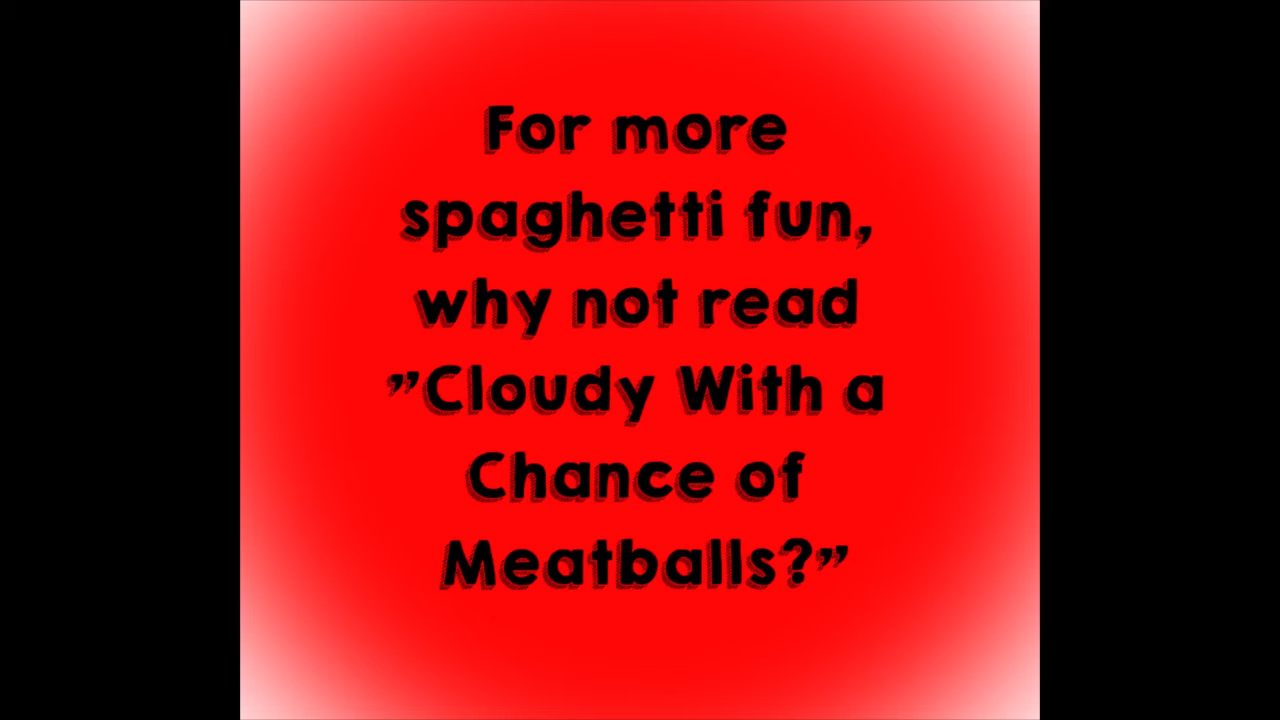 For more
spaghetti fun,
why not read
”Cloudy With a
Chance of
Meatballs?”